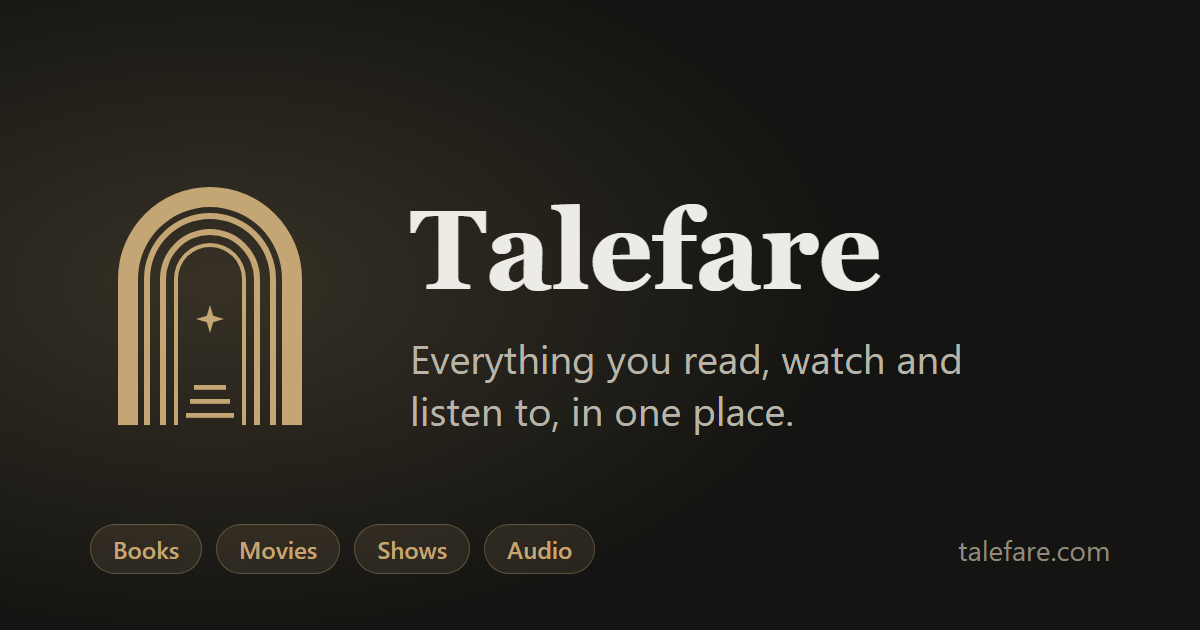 Talefare
Everything you read, watch and
listen to, in one place.
Books
Movies
Shows
Audio
talefare.com